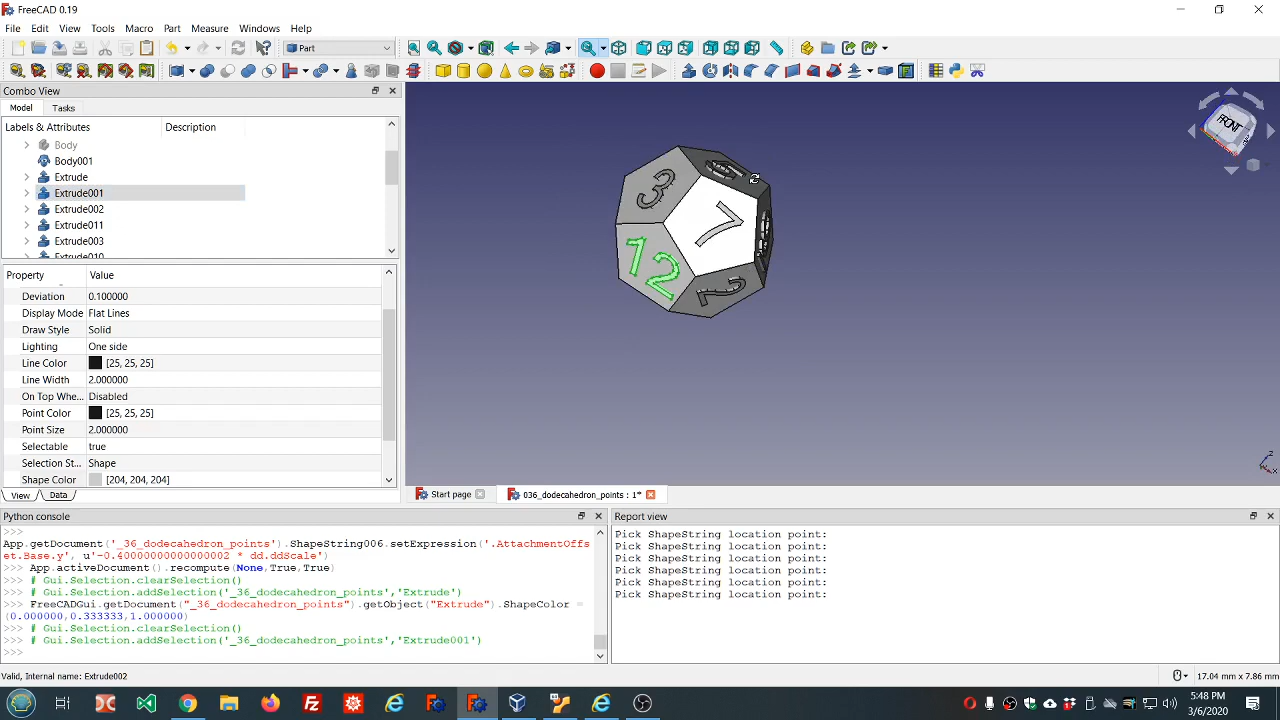 FreeCAD 0.19
File Edit View Tools Macro Part Measure Windows Help
Part
Combo View
Model Tasks
Labels & Attributes Description
Body
Body001
Extrude
Extrude001
Extrude002
Extrude011
Extrude003
Extrude010
Property Value
Deviation 0.100000
Display Mode Flat Lines
Draw Style Solid
Lighting One side
Line Color [25, 25, 25]
Line Width 2.000000
On Top Whe... Disabled
Point Color [25, 25, 25]
Point Size 2.000000
Selectable true
Selection St... Shape
Shape Color [204, 204, 204]
View Data
FRONT
3
7
12
2
Z
Start page 036_dodecahedron_points : 1*
Python console
>>>
App.getDocument('_36_dodecahedron_points').ShapeString006.setExpression('.AttachmentOffs
et.Base.y', u'-0.40000000000000002 * dd.ddScale')
>>> App.activeDocument().recompute(None,True,True)
>>> # Gui.Selection.clearSelection()
>>> # Gui.Selection.addSelection('_36_dodecahedron_points','Extrude')
>>> FreeCADGui.getDocument("_36_dodecahedron_points").getObject("Extrude").ShapeColor =
(0.000000,0.333333,1.000000)
>>> # Gui.Selection.clearSelection()
>>> # Gui.Selection.addSelection('_36_dodecahedron_points','Extrude001')
>>>
Report view
Pick ShapeString location point:
Pick ShapeString location point:
Pick ShapeString location point:
Pick ShapeString location point:
Pick ShapeString location point:
Pick ShapeString location point:
Valid, Internal name: Extrude002
17.04 mm x 7.86 mm
5:48 PM
3/6/2020